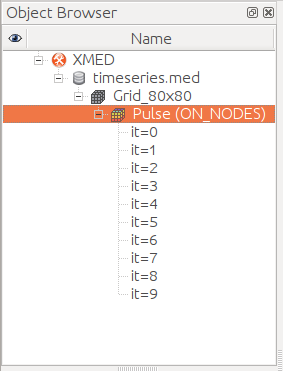 Object Browser
Name
XMED
timeseries.med
Grid_80x80
Pulse (ON_NODES)
it=0
it=1
it=2
it=3
it=4
it=5
it=6
it=7
it=8
it=9